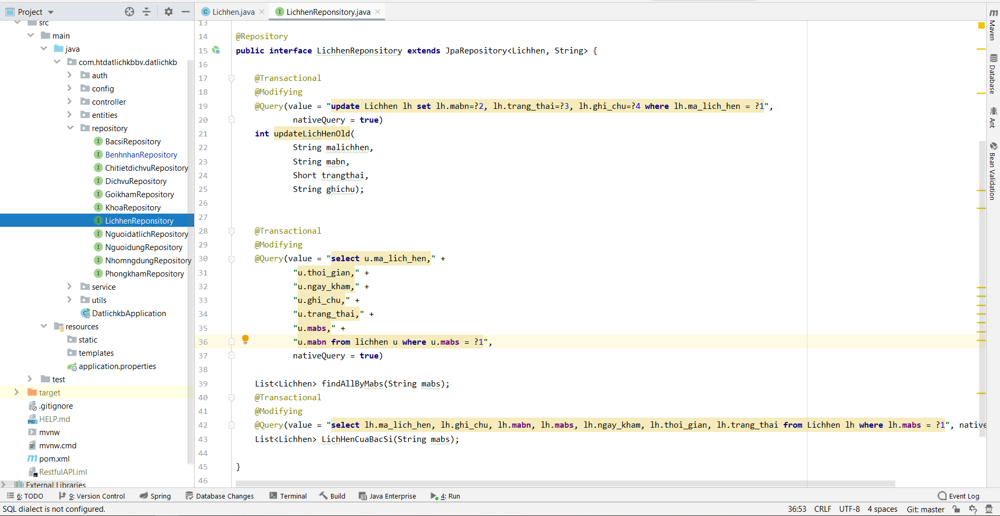 Project
Lichhen.java
LichhenReponsitory.java
src
main
java
com.htdatlichkbbv.datlichkb
auth
config
controller
entities
repository
BacsiRepository
BenhnhanRepository
ChitietdichvuRepository
DichvuRepository
GoikhamRepository
KhoaRepository
LichhenReponsitory
NguoidatlichRepository
NguoidungRepository
NhomngdungRepository
PhongkhamRepository
service
utils
DatlichkbApplication
resources
static
templates
application.properties
test
target
.gitignore
HELP.md
mvnw
mvnw.cmd
pom.xml
RestfulAPI.iml
External Libraries
13
14 @Repository
15 public interface LichhenReponsitory extends JpaRepository<Lichhen, String> {
16
17 @Transactional
18 @Modifying
19 @Query(value = "update Lichhen lh set lh.mabn=?2, lh.trang_thai=?3, lh.ghi_chu=?4 where lh.ma_lich_hen = ?1",
20 nativeQuery = true)
21 int updateLichHenOld(
22 String malichhen,
23 String mabn,
24 Short trangthai,
25 String ghichu);
26
27
28 @Transactional
29 @Modifying
30 @Query(value = "select u.ma_lich_hen," +
31 "u.thoi_gian," +
32 "u.ngay_kham," +
33 "u.ghi_chu," +
34 "u.trang_thai," +
35 "u.mabs," +
36 "u.mabn from lichhen u where u.mabs = ?1",
37 nativeQuery = true)
38
39 List<Lichhen> findAllByMabs(String mabs);
40 @Transactional
41 @Modifying
42 @Query(value = "select lh.ma_lich_hen, lh.ghi_chu, lh.mabn, lh.mabs, lh.ngay_kham, lh.thoi_gian, lh.trang_thai from Lichhen lh where lh.mabs = ?1", native
43 List<Lichhen> LichHenCuaBacSi(String mabs);
44
45 }
46
Maven
Database
Ant
Bean Validation
6: TODO
9: Version Control
Spring
Database Changes
Terminal
Build
Java Enterprise
4: Run
Event Log
SQL dialect is not configured.
36:53 CRLF UTF-8 4 spaces Git: master